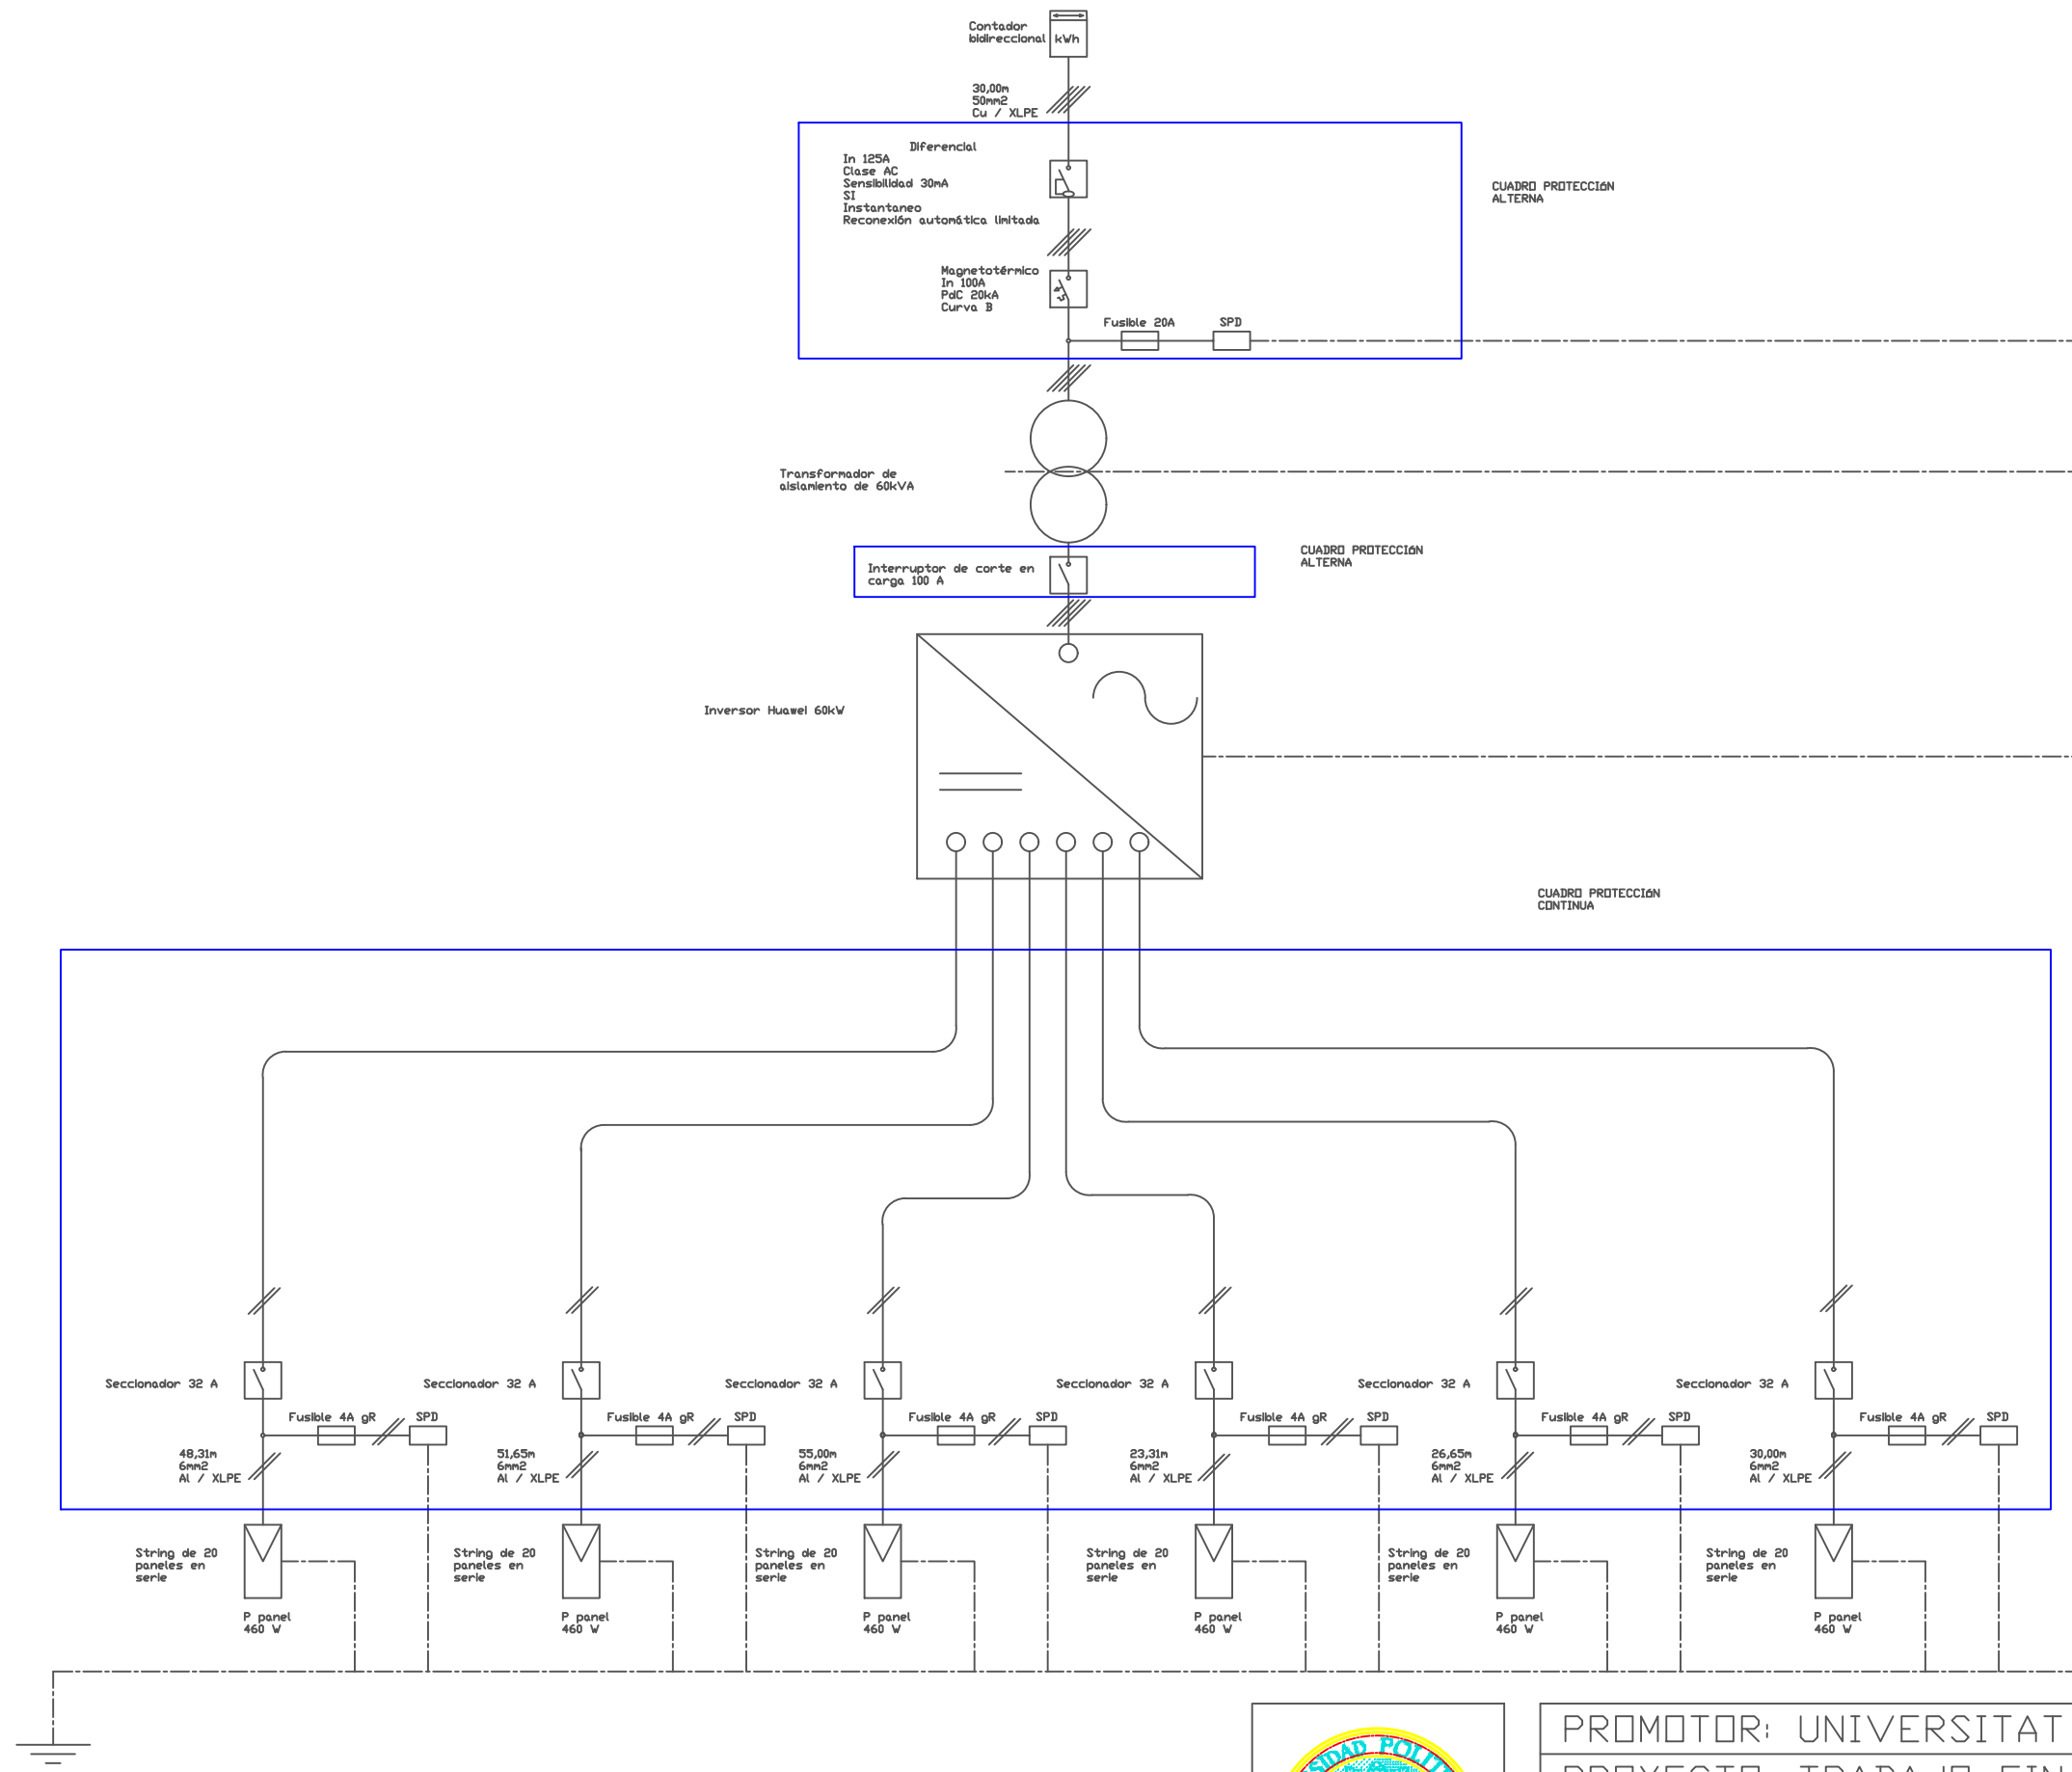 Contador
bidireccional
kWh
30,00m
50mm2
Cu / XLPE
Diferencial
In 125A
Clase AC
Sensibilidad 30mA
SI
Instantaneo
Reconexión automática limitada
CUADRO PROTECCIóN
ALTERNA
Magnetotérmico
In 100A
PdC 20kA
Curva B
Fusible 20A
SPD
Transformador de
aislamiento de 60kVA
CUADRO PROTECCIóN
ALTERNA
Interruptor de corte en
carga 100 A
Inversor Huawei 60kW
CUADRO PROTECCIóN
CONTINUA
Seccionador 32 A
Seccionador 32 A
Seccionador 32 A
Seccionador 32 A
Seccionador 32 A
Seccionador 32 A
Fusible 4A gR
SPD
Fusible 4A gR
SPD
Fusible 4A gR
SPD
Fusible 4A gR
SPD
Fusible 4A gR
SPD
Fusible 4A gR
SPD
48,31m
6mm2
Al / XLPE
51,65m
6mm2
Al / XLPE
55,00m
6mm2
Al / XLPE
23,31m
6mm2
Al / XLPE
26,65m
6mm2
Al / XLPE
30,00m
6mm2
Al / XLPE
String de 20
paneles en
serie
String de 20
paneles en
serie
String de 20
paneles en
serie
String de 20
paneles en
serie
String de 20
paneles en
serie
String de 20
paneles en
serie
P panel
460 W
P panel
460 W
P panel
460 W
P panel
460 W
P panel
460 W
P panel
460 W
PROMOTOR: UNIVERSITAT